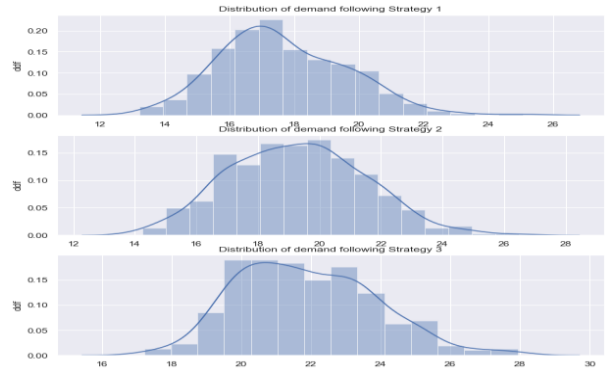 Distribution of demand following Strategy 1
0.20
0.15
0.10
0.05
0.00
ddf
12 14 16 18 20 22 24 26
Distribution of demand following Strategy 2
0.15
0.10
0.05
0.00
ddf
12 14 16 18 20 22 24 26 28
Distribution of demand following Strategy 3
0.15
0.10
0.05
0.00
ddf
16 18 20 22 24 26 28 30